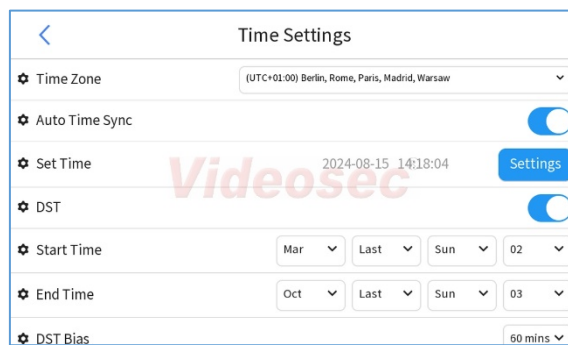 Time Settings
Time Zone (UTC+01:00) Berlin, Rome, Paris, Madrid, Warsaw
Auto Time Sync
Set Time 2024-08-15 14:18:04 Settings
Videosec
DST
Start Time Mar Last Sun 02
End Time Oct Last Sun 03
DST Bias 60 mins